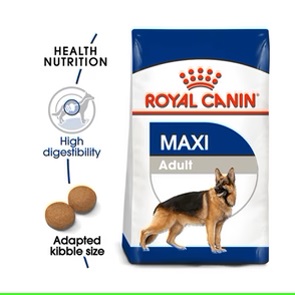 HEALTH
NUTRITION
High
digestibility
Adapted
kibble size
ROYAL CANIN
MAXI
Adult